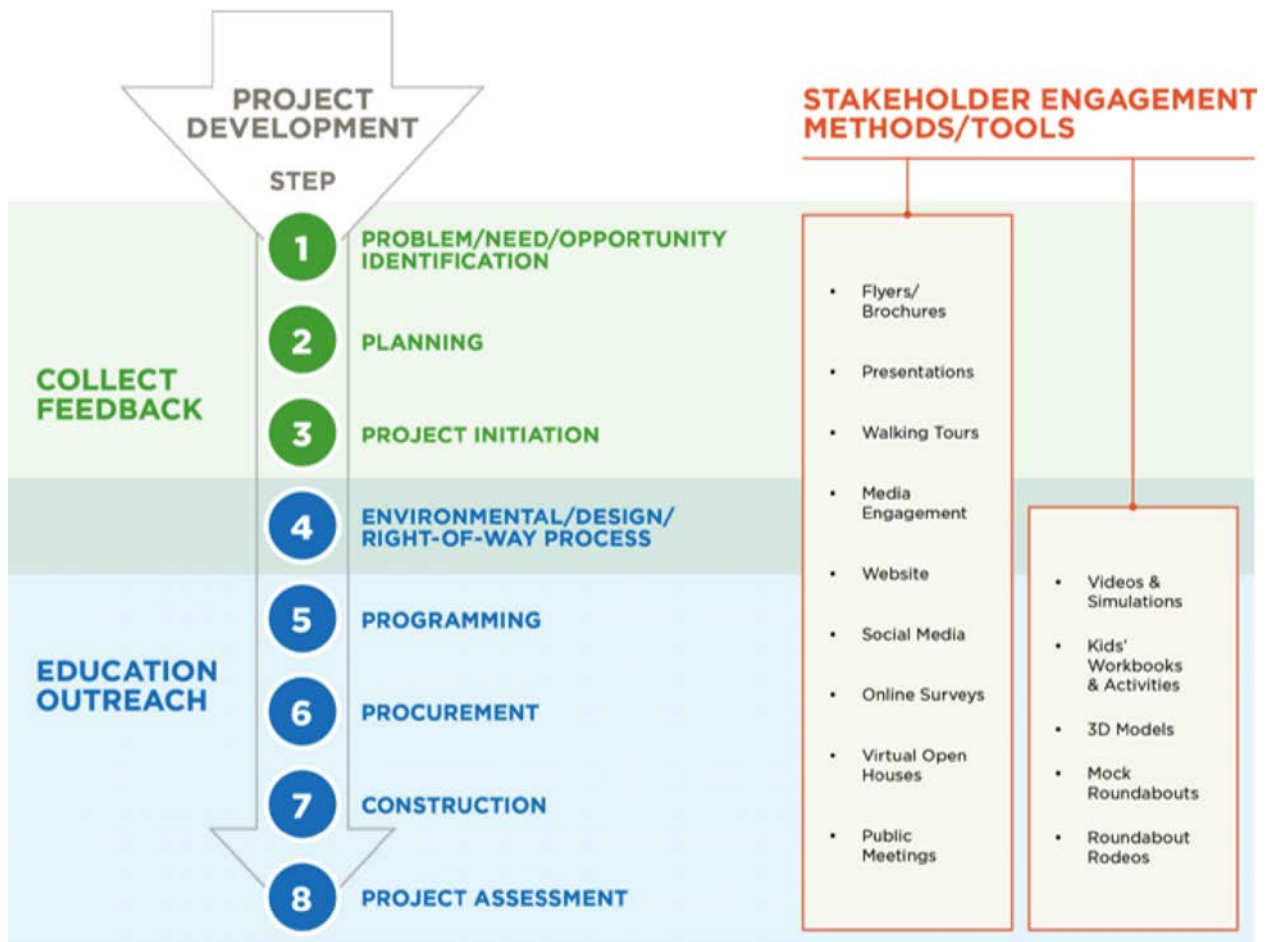 PROJECT
DEVELOPMENT
STEP
STAKEHOLDER ENGAGEMENT
METHODS/TOOLS
COLLECT
FEEDBACK
1
PROBLEM/NEED/OPPORTUNITY
IDENTIFICATION
2
PLANNING
3
PROJECT INITIATION
4
ENVIRONMENTAL/DESIGN/
RIGHT-OF-WAY PROCESS
EDUCATION
OUTREACH
5
PROGRAMMING
6
PROCUREMENT
7
CONSTRUCTION
8
PROJECT ASSESSMENT
• Flyers/
Brochures
• Presentations
• Walking Tours
• Media
Engagement
• Website
• Social Media
• Online Surveys
• Virtual Open
Houses
• Public
Meetings
• Videos &
Simulations
• Kids'
Workbooks
& Activities
• 3D Models
• Mock
Roundabouts
• Roundabout
Rodeos